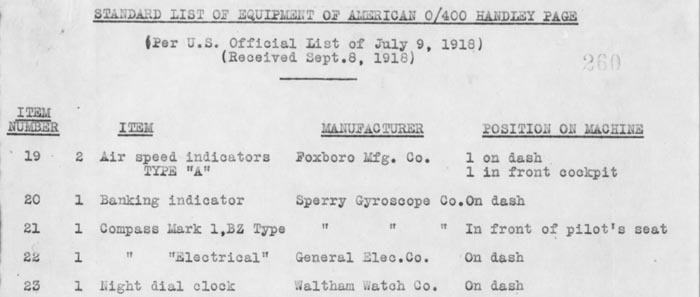 STANDARD LIST OF EQUIPMENT OF AMERICAN O/400 HANDLEY PAGE
(Per U.S. Official List of July 9, 1918)
(Received Sept.8, 1918)
260
ITEM
NUMBER ITEM MANUFACTURER POSITION ON MACHINE
19 2 Air speed indicators Foxboro Mfg. Co. 1 on dash
TYPE "A" 1 in front cockpit
20 1 Banking indicator Sperry Gyroscope Co.On dash
21 1 Compass Mark 1,BZ Type " " " In front of pilot's seat
22 1 " "Electrical" General Elec.Co. On dash
23 1 Night dial clock Waltham Watch Co. On dash